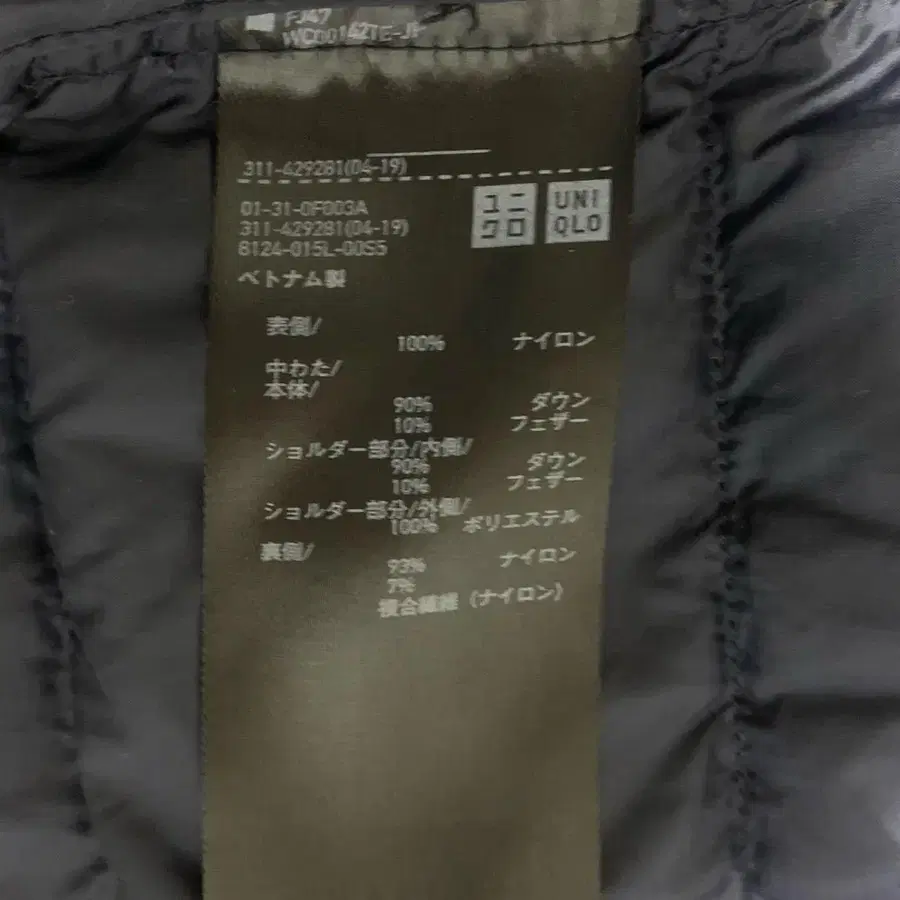 FJ47
WC00142TE-JP
311-429281(04-19)
01-31-0F003A
311-429281(04-19)
8124-015L-00S5
ユニ
クロ
UNI
QLO
ベトナム製
表側/
100% ナイロン
中わた/
本体/
90% ダウン
10% フェザー
ショルダー部分/内側/
90% ダウン
10% フェザー
ショルダー部分/外側/
100% ポリエステル
裏側/
93% ナイロン
7%
複合繊維(ナイロン)